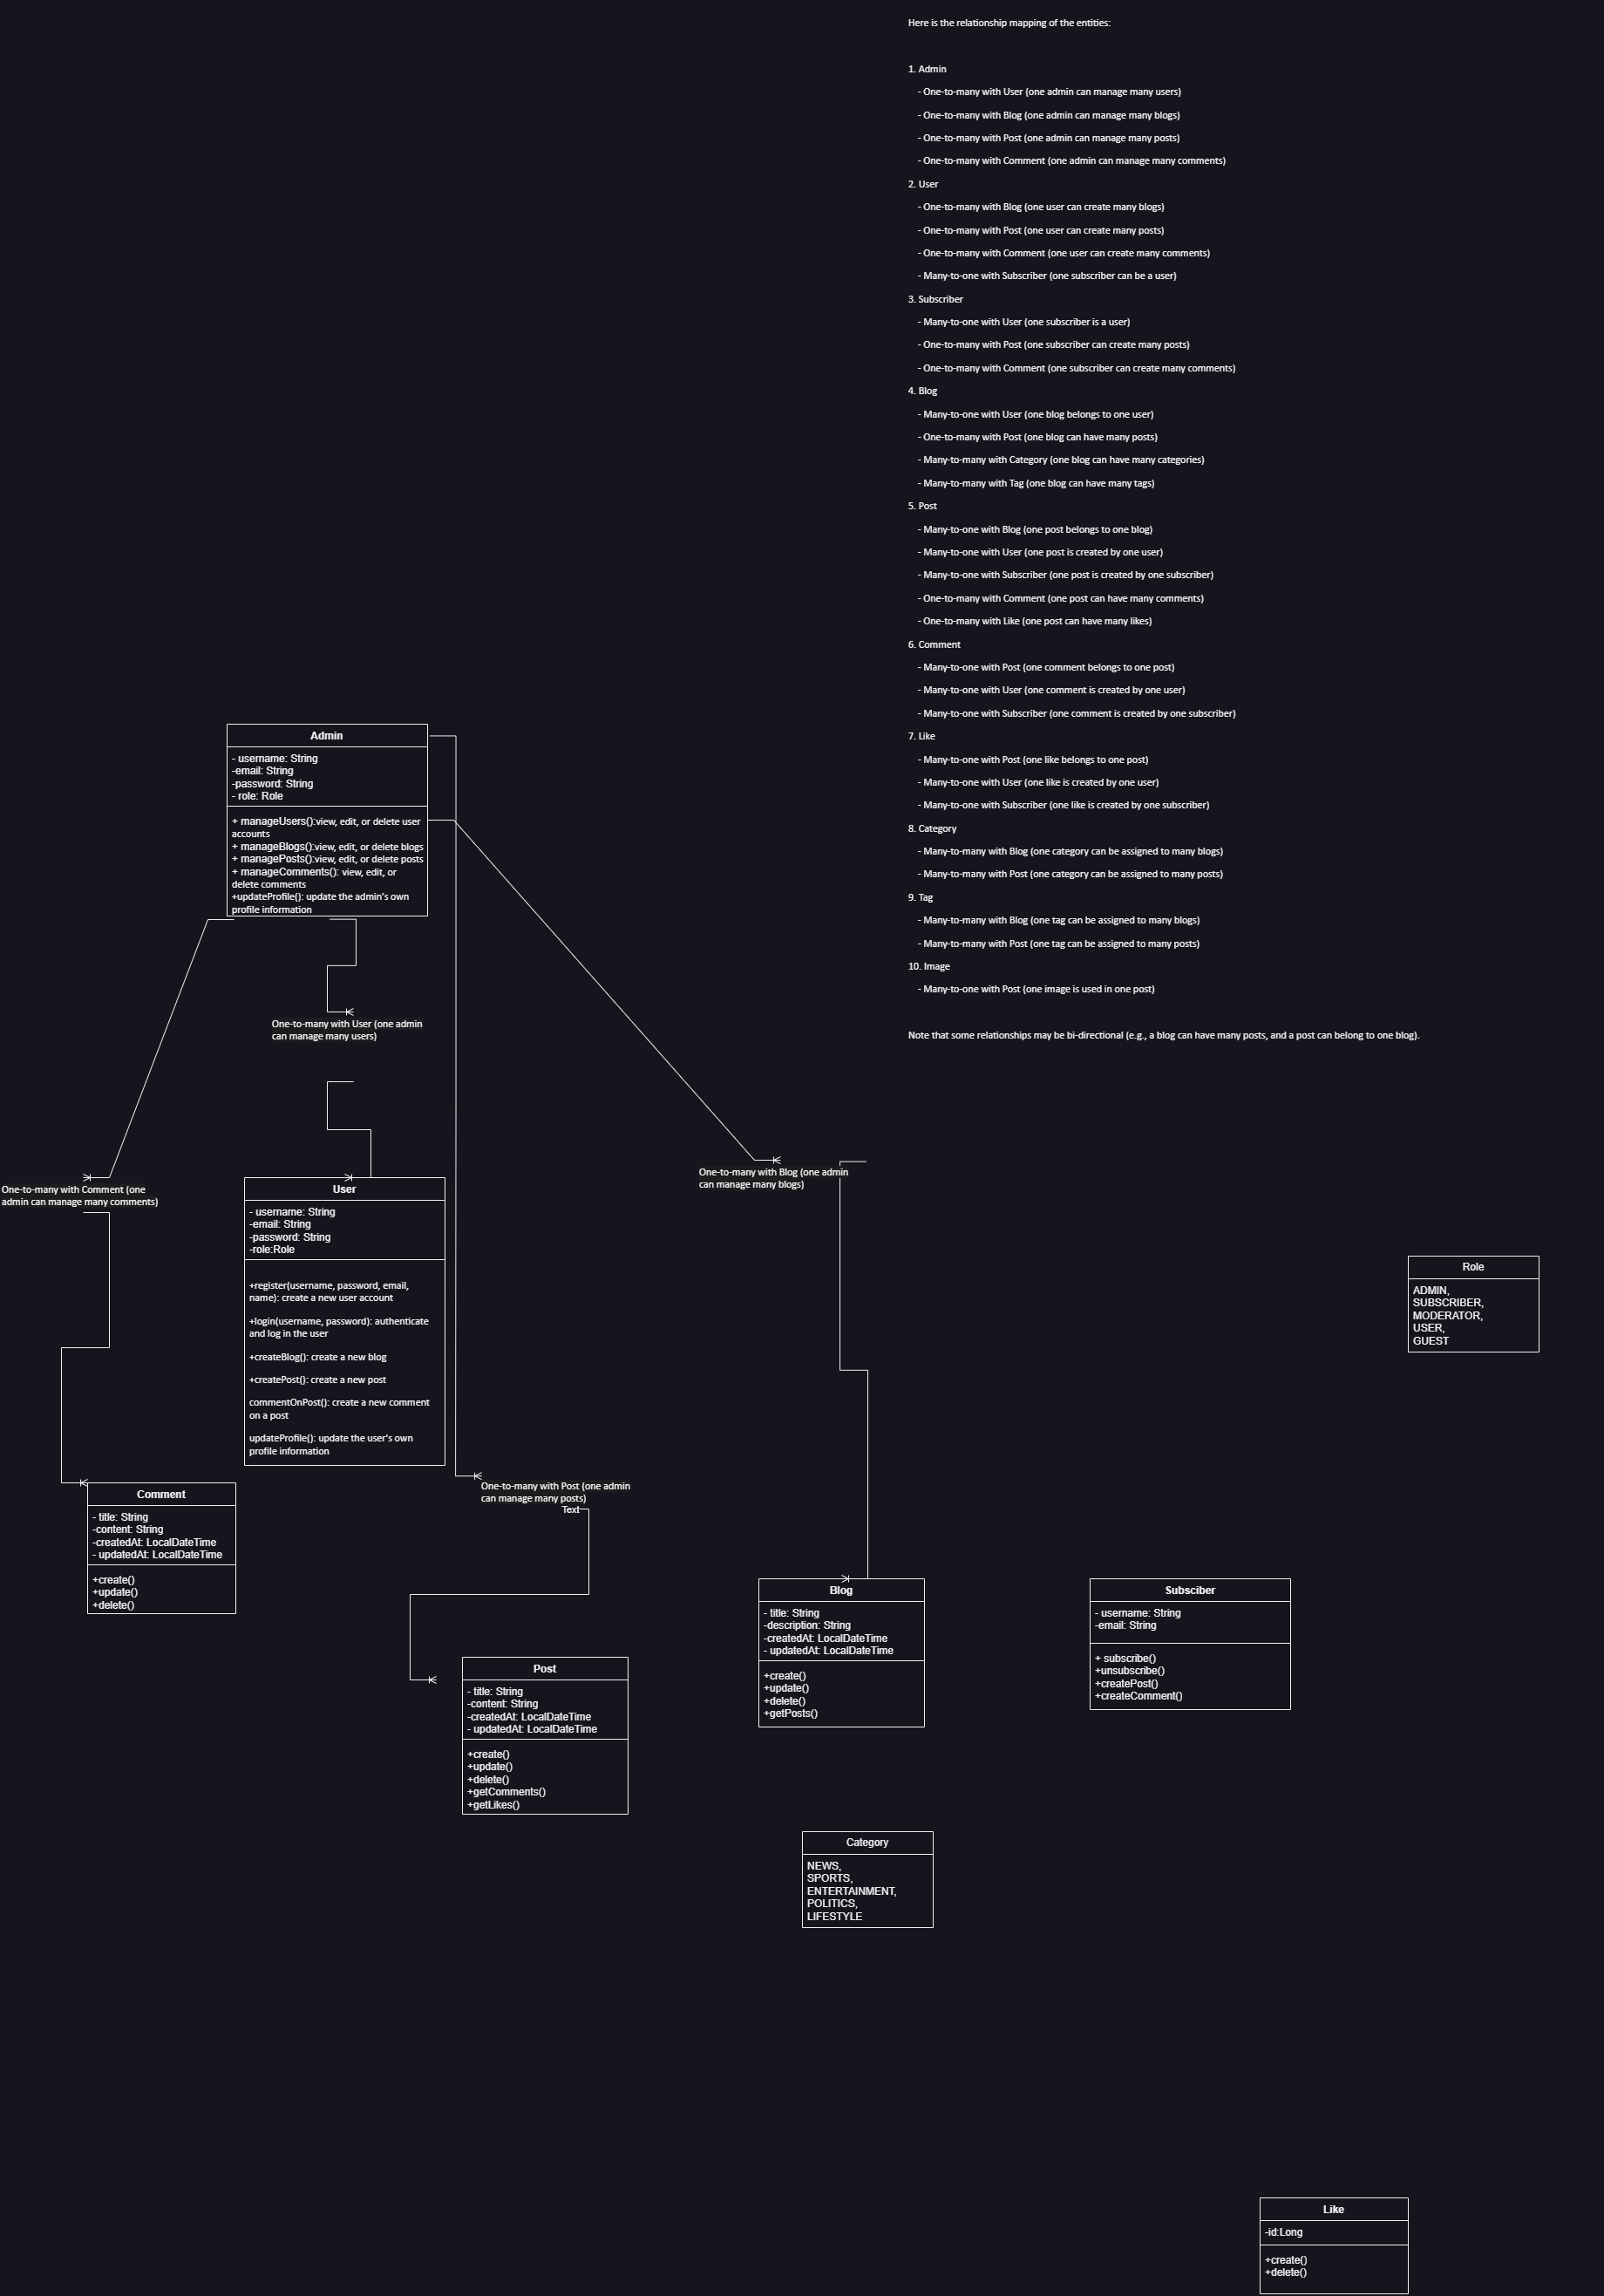 Here is the relationship mapping of the entities:
1. Admin
- One-to-many with User (one admin can manage many users)
- One-to-many with Blog (one admin can manage many blogs)
- One-to-many with Post (one admin can manage many posts)
- One-to-many with Comment (one admin can manage many comments)
2. User
- One-to-many with Blog (one user can create many blogs)
- One-to-many with Post (one user can create many posts)
- One-to-many with Comment (one user can create many comments)
- Many-to-one with Subscriber (one subscriber can be a user)
3. Subscriber
- Many-to-one with User (one subscriber is a user)
- One-to-many with Post (one subscriber can create many posts)
- One-to-many with Comment (one subscriber can create many comments)
4. Blog
- Many-to-one with User (one blog belongs to one user)
- One-to-many with Post (one blog can have many posts)
- Many-to-many with Category (one blog can have many categories)
- Many-to-many with Tag (one blog can have many tags)
5. Post
- Many-to-one with Blog (one post belongs to one blog)
- Many-to-one with User (one post is created by one user)
- Many-to-one with Subscriber (one post is created by one subscriber)
- One-to-many with Comment (one post can have many comments)
- One-to-many with Like (one post can have many likes)
6. Comment
- Many-to-one with Post (one comment belongs to one post)
- Many-to-one with User (one comment is created by one user)
- Many-to-one with Subscriber (one comment is created by one subscriber)
7. Like
- Many-to-one with Post (one like belongs to one post)
- Many-to-one with User (one like is created by one user)
- Many-to-one with Subscriber (one like is created by one subscriber)
8. Category
- Many-to-many with Blog (one category can be assigned to many blogs)
- Many-to-many with Post (one category can be assigned to many posts)
9. Tag
- Many-to-many with Blog (one tag can be assigned to many blogs)
- Many-to-many with Post (one tag can be assigned to many posts)
10. Image
- Many-to-one with Post (one image is used in one post)
Note that some relationships may be bi-directional (e.g., a blog can have many posts, and a post can belong to one blog).
Admin
- username: String
-email: String
-password: String
- role: Role
+ manageUsers():view, edit, or delete user
accounts
+ manageBlogs():view, edit, or delete blogs
+ managePosts():view, edit, or delete posts
+ manageComments(): view, edit, or
delete comments
+updateProfile(): update the admin's own
profile information
One-to-many with User (one admin
can manage many users)
One-to-many with Blog (one admin
can manage many blogs)
One-to-many with Comment (one
admin can manage many comments)
User
- username: String
-email: String
-password: String
-role:Role
+register(username, password, email,
name): create a new user account
+login(username, password): authenticate
and log in the user
+createBlog(): create a new blog
+createPost(): create a new post
commentOnPost(): create a new comment
on a post
updateProfile(): update the user's own
profile information
Role
ADMIN,
SUBSCRIBER,
MODERATOR,
USER,
GUEST
One-to-many with Post (one admin
can manage many posts)
Text
Comment
- title: String
-content: String
-createdAt: LocalDateTime
- updatedAt: LocalDateTime
+create()
+update()
+delete()
Blog
- title: String
-description: String
-createdAt: LocalDateTime
- updatedAt: LocalDateTime
+create()
+update()
+delete()
+getPosts()
Subsciber
- username: String
-email: String
+ subscribe()
+unsubscribe()
+createPost()
+createComment()
Post
- title: String
-content: String
-createdAt: LocalDateTime
- updatedAt: LocalDateTime
+create()
+update()
+delete()
+getComments()
+getLikes()
Category
NEWS,
SPORTS,
ENTERTAINMENT,
POLITICS,
LIFESTYLE
Like
-id:Long
+create()
+delete()